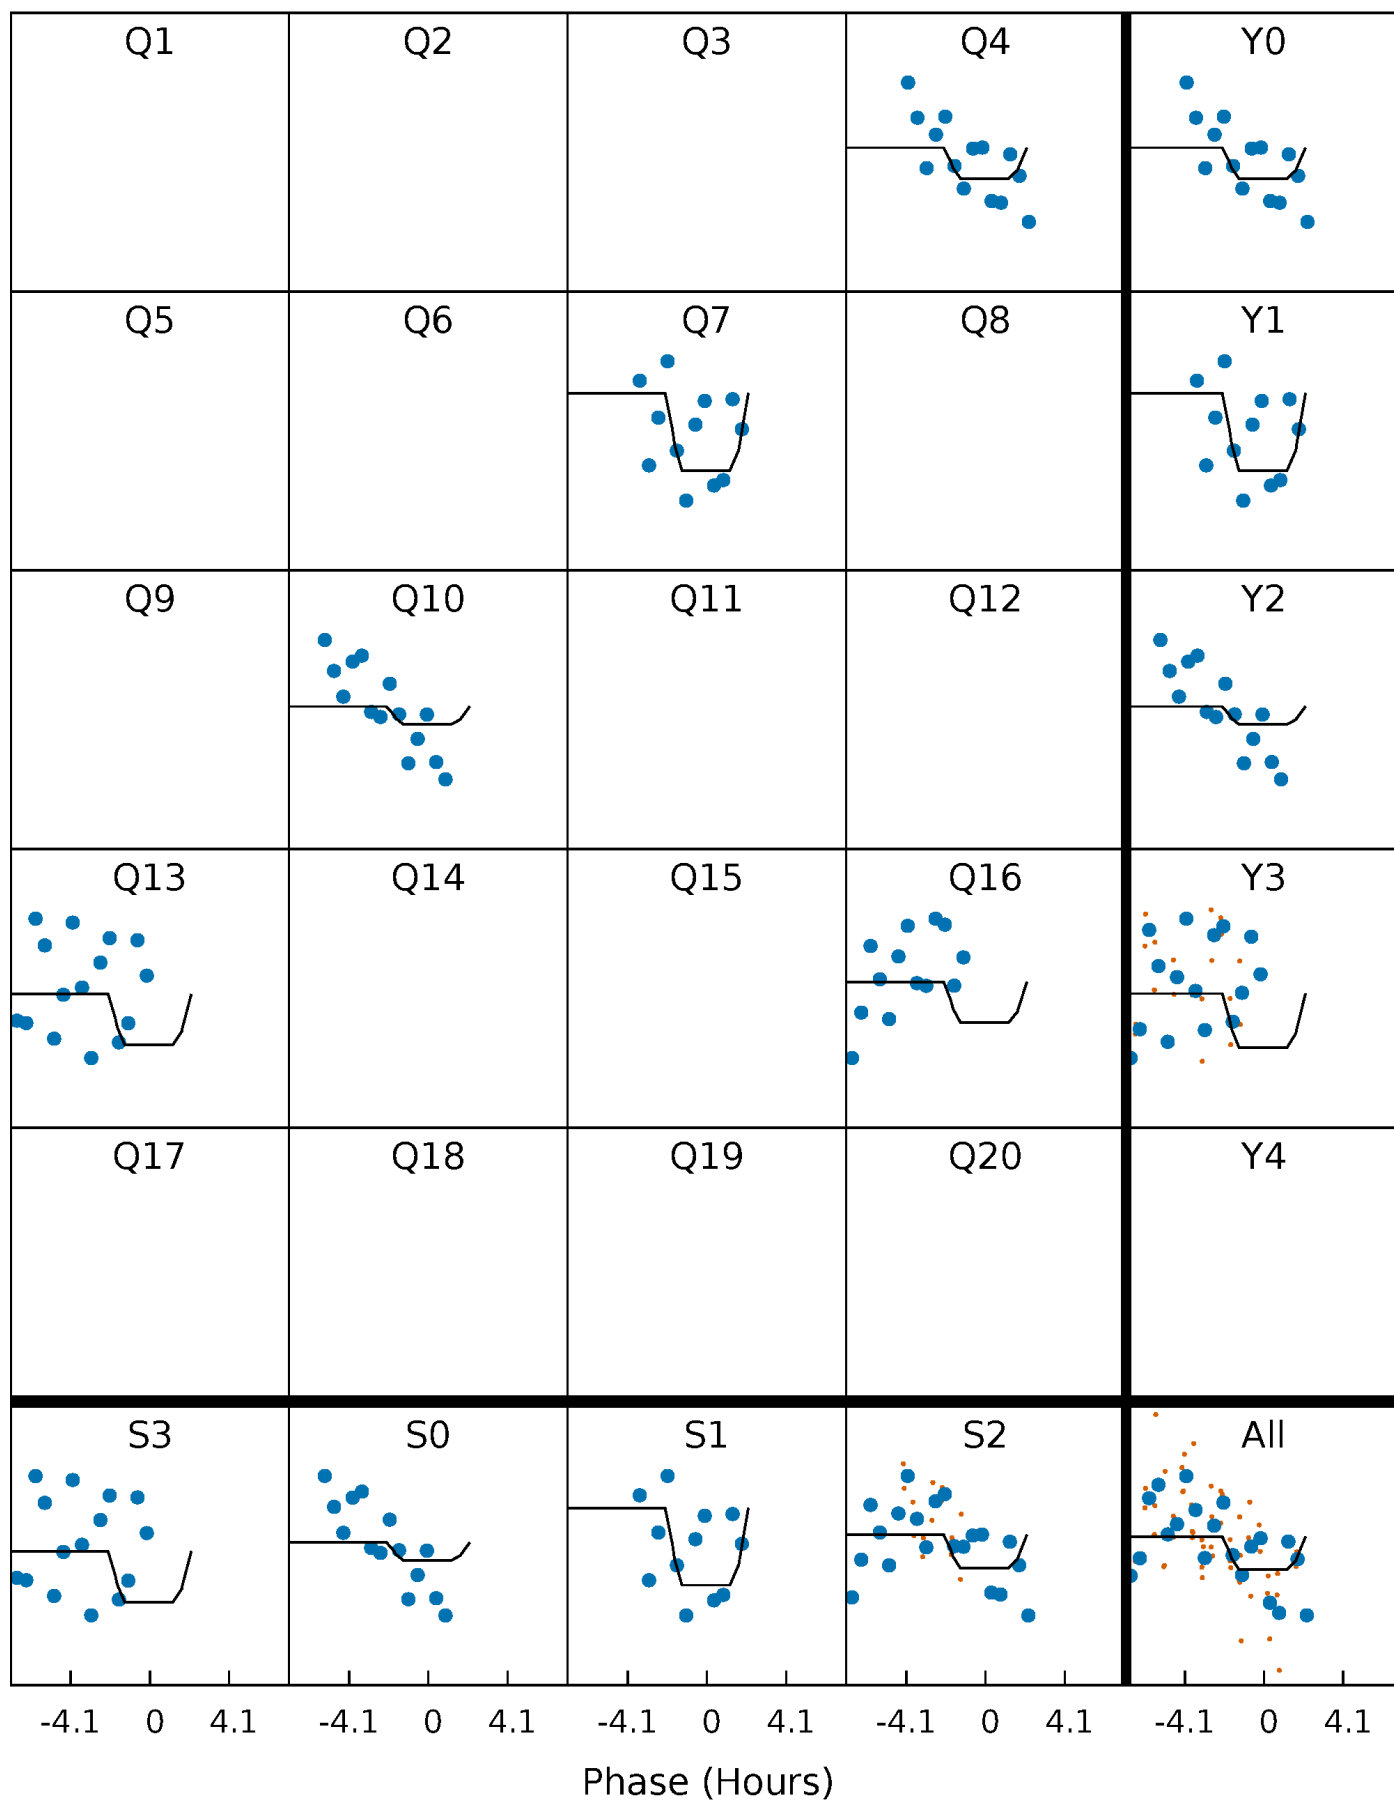 Q1 Q2 Q3 Q4 Y0
Q5 Q6 Q7 Q8 Y1
Q9 Q10 Q11 Q12 Y2
Q13 Q14 Q15 Q16 Y3
Q17 Q18 Q19 Q20 Y4
S3 S0 S1 S2 All
-4.1 0 4.1 -4.1 0 4.1 -4.1 0 4.1 -4.1 0 4.1 -4.1 0 4.1
Phase (Hours)